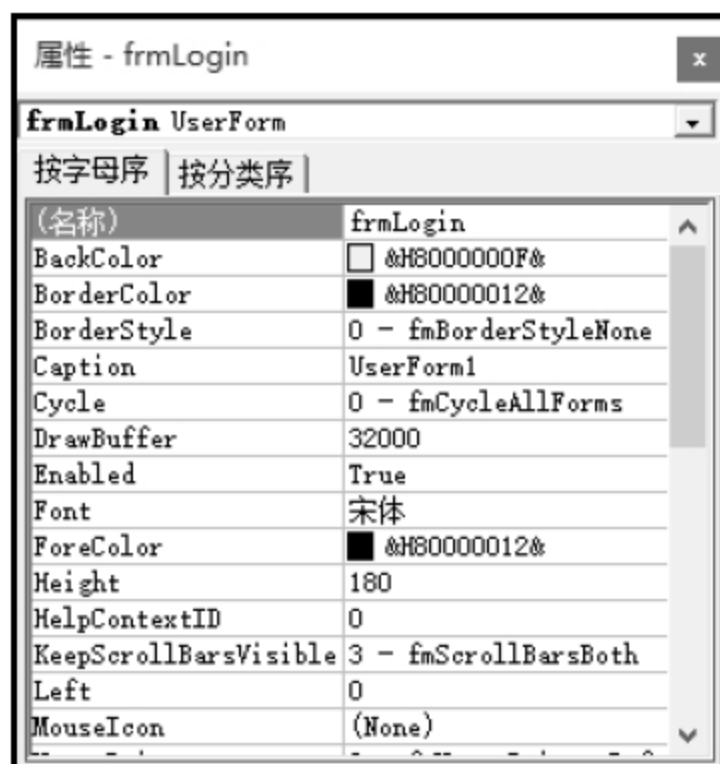 属性 - frmLogin
x
frmLogin UserForm
按字母序 按分类序
(名称) frmLogin
BackColor &H8000000F&
BorderColor &H80000012&
BorderStyle 0 - fmBorderStyleNone
Caption UserForm1
Cycle 0 - fmCycleAllForms
DrawBuffer 32000
Enabled True
Font 宋体
ForeColor &H80000012&
Height 180
HelpContextID 0
KeepScrollBarsVisible 3 - fmScrollBarsBoth
Left 0
MouseIcon (None)